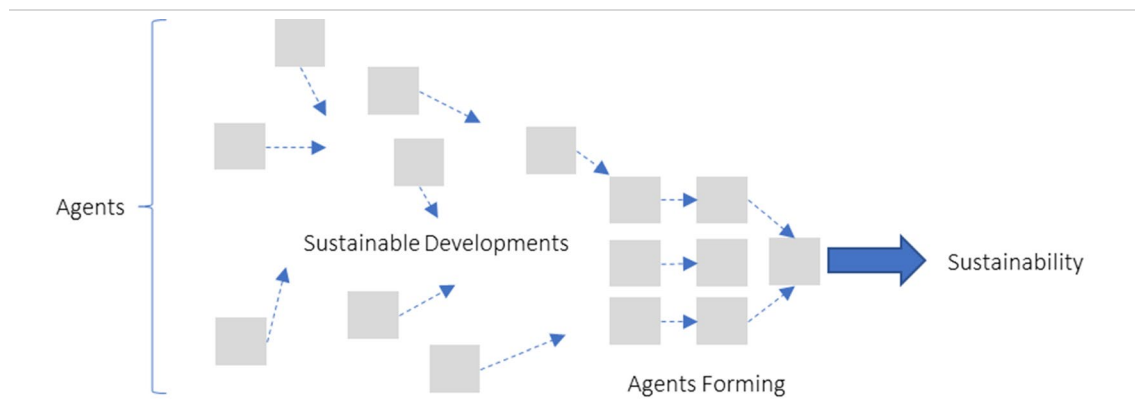 Agents
Sustainable Developments
Sustainability
Agents Forming